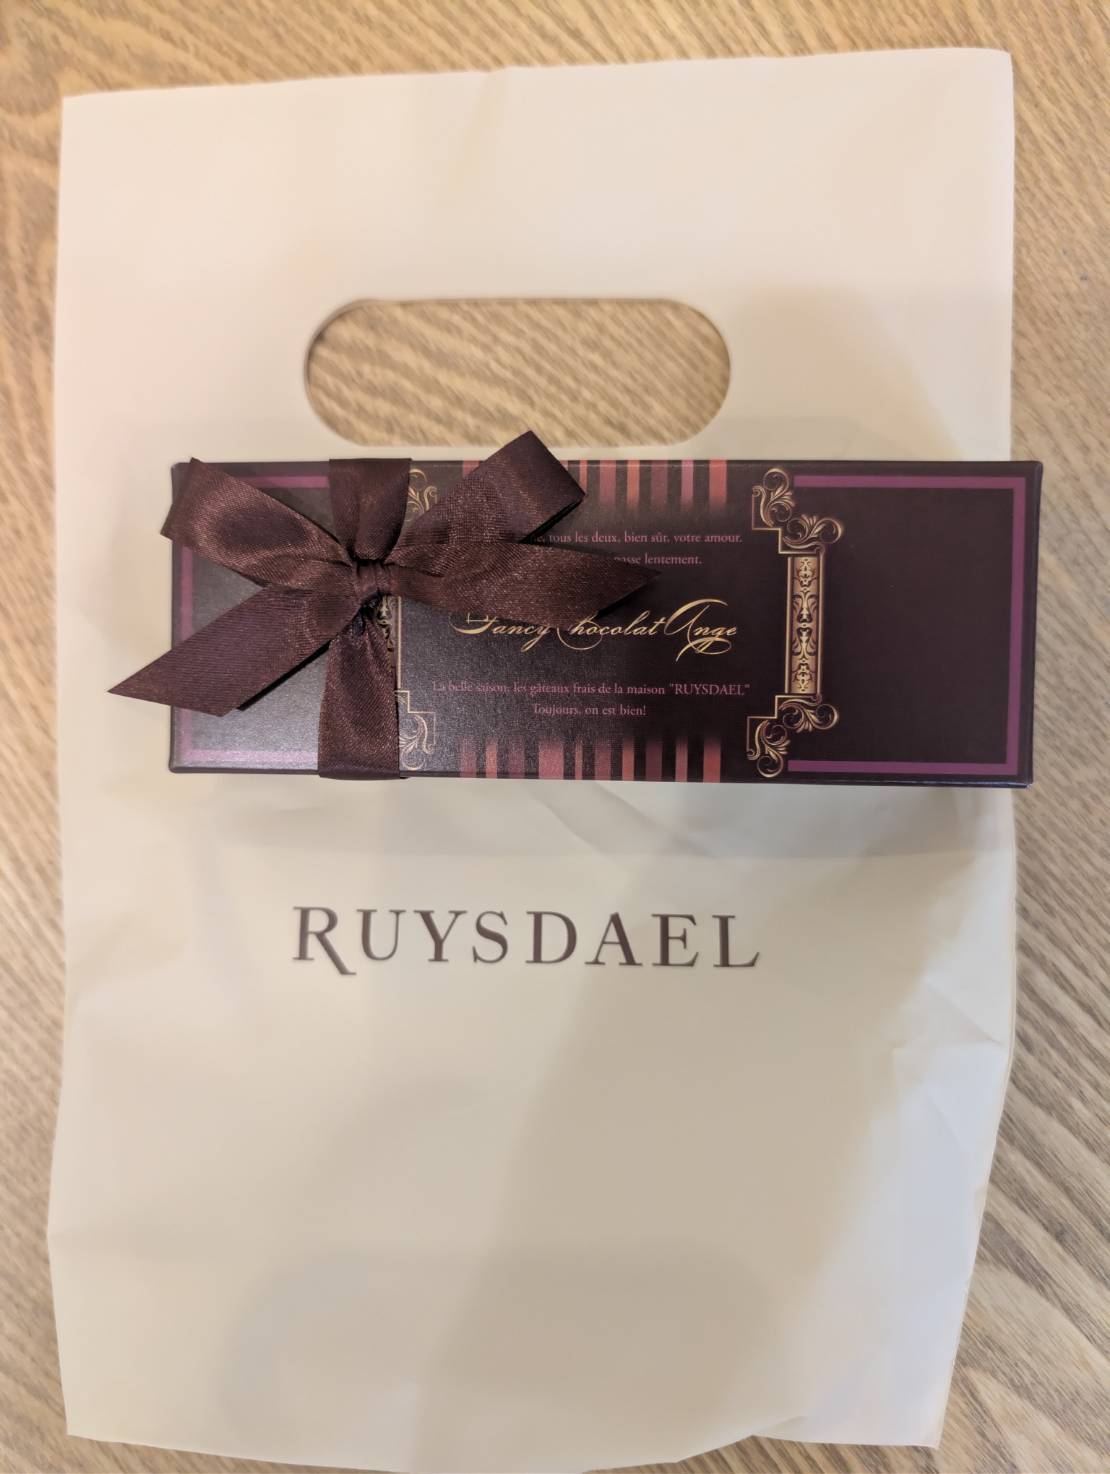 tous les deux, bien sûr, votre amour.
passe lentement.
Fancy Chocolat Ange
La belle saison, les gâteaux frais de la maison "RUYSDAEL"
Toujours, on est bien!
RUYSDAEL